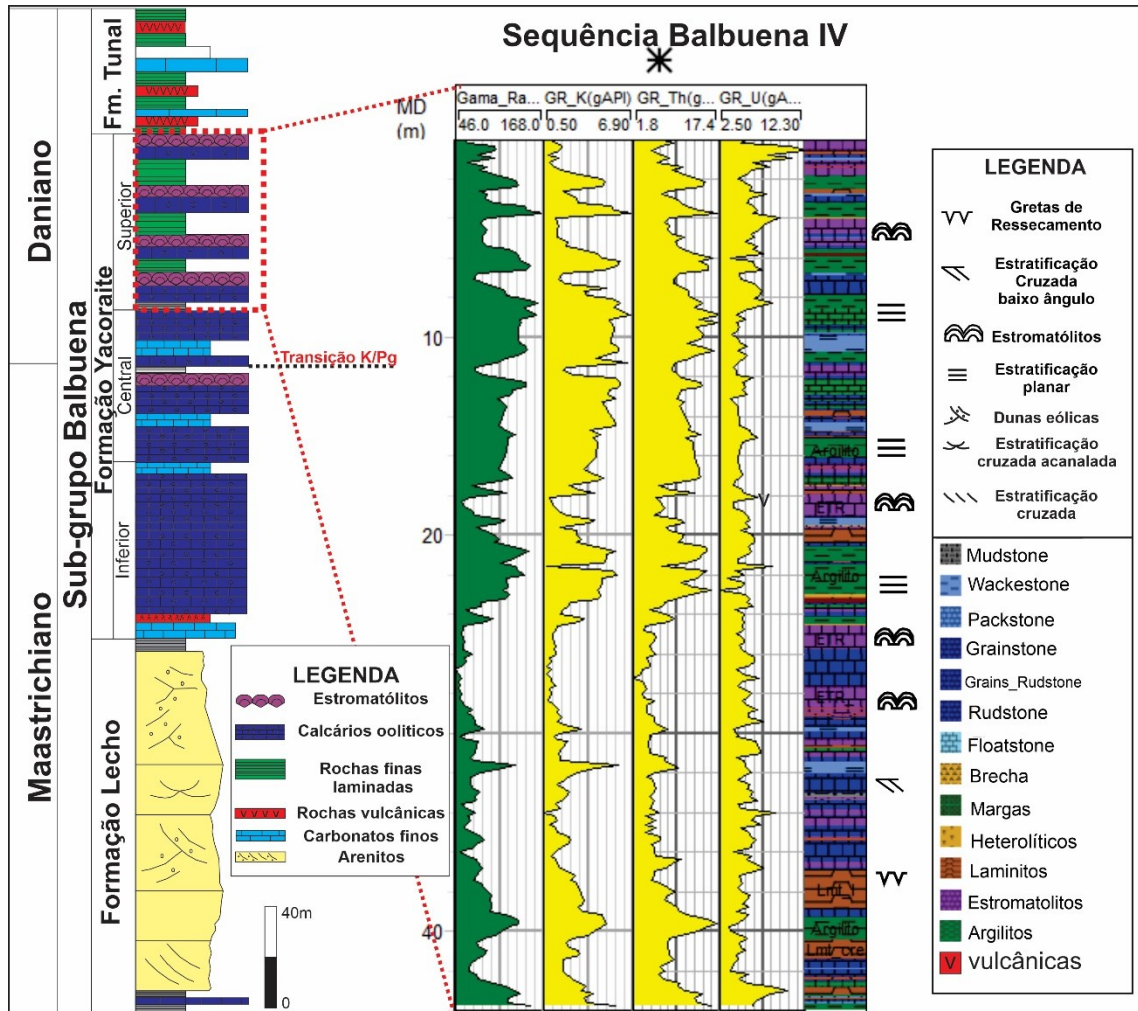 Sequência Balbuena IV
Daniano
Maastrichiano
Sub-grupo Balbuena
Fm. Tunal
Formação Yacoraite
Superior
Central
Inferior
Formação Lecho
Transição K/Pg
LEGENDA
Estromatólitos
Calcários oolíticos
Rochas finas
laminadas
Rochas vulcânicas
Carbonatos finos
Arenitos
40m
0
MD
(m)
Gama_Ra... GR_K(gAPI) GR_Th(g... GR_U(gA...
46.0 168.0 0.50 6.90 1.8 17.4 2.50 12.30
10
20
40
Argilito
ETR
Argilito
ETR
ETR
Argilito
V
LEGENDA
Gretas de
Ressecamento
Estratificação
Cruzada
baixo ângulo
Estromatólitos
Estratificação
planar
Dunas eólicas
Estratificação
cruzada acanalada
Estratificação
cruzada
Mudstone
Wackestone
Packstone
Grainstone
Grains_Rudstone
Rudstone
Floatstone
Brecha
Margas
Heterolíticos
Laminitos
Estromatolitos
Argilitos
V vulcânicas